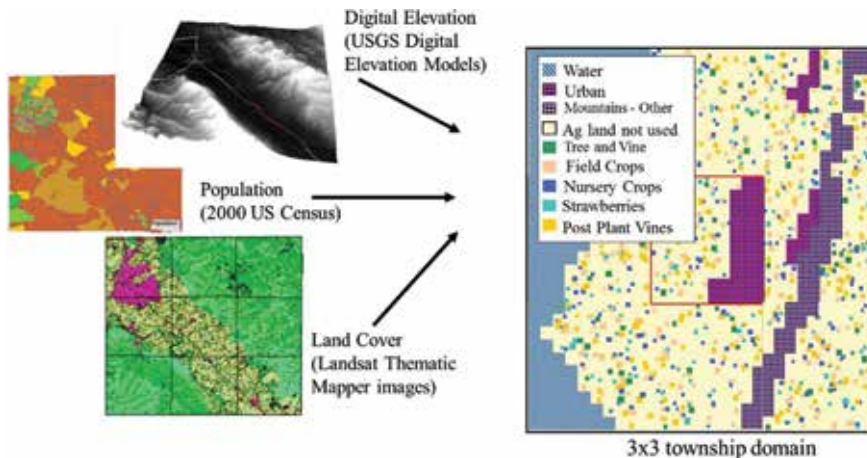 Digital Elevation
(USGS Digital
Elevation Models)
Population
(2000 US Census)
Land Cover
(Landsat Thematic
Mapper images)
Water
Urban
Mountains - Other
Ag land not used
Tree and Vine
Field Crops
Nursery Crops
Strawberries
Post Plant Vines
3x3 township domain